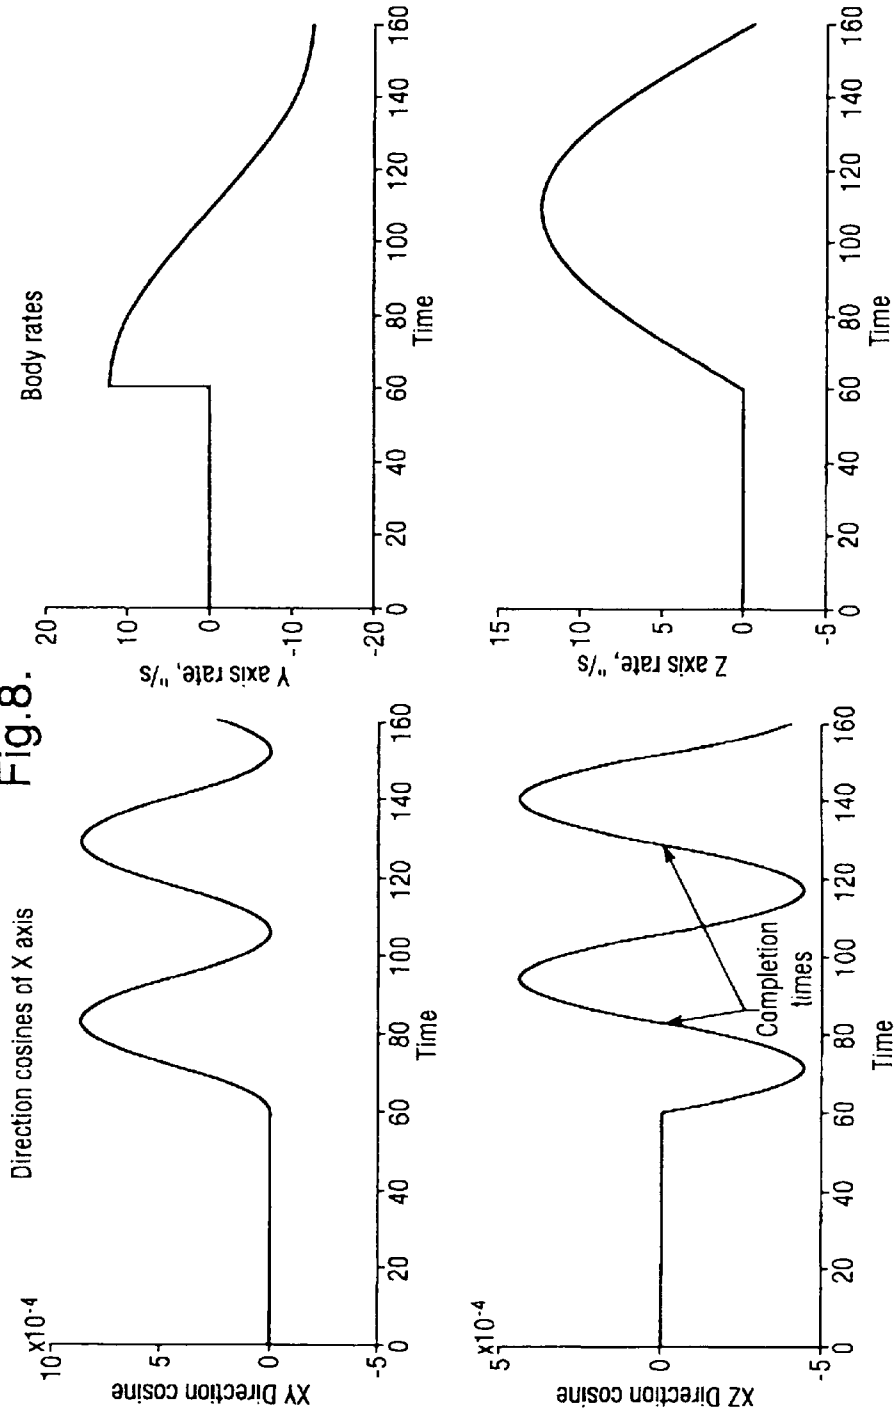 Fig.8.
Direction cosines of X axis
x10-4
10
5
0
-5
XY Direction cosine
0 20 40 60 80 100 120 140 160
Time
Body rates
20
10
0
-10
-20
Y axis rate, "/s
0 20 40 60 80 100 120 140 160
Time
x10-4
5
0
-5
XZ Direction cosine
Completion
times
0 20 40 60 80 100 120 140 160
Time
15
10
5
0
-5
Z axis rate, "/s
0 20 40 60 80 100 120 140 160
Time